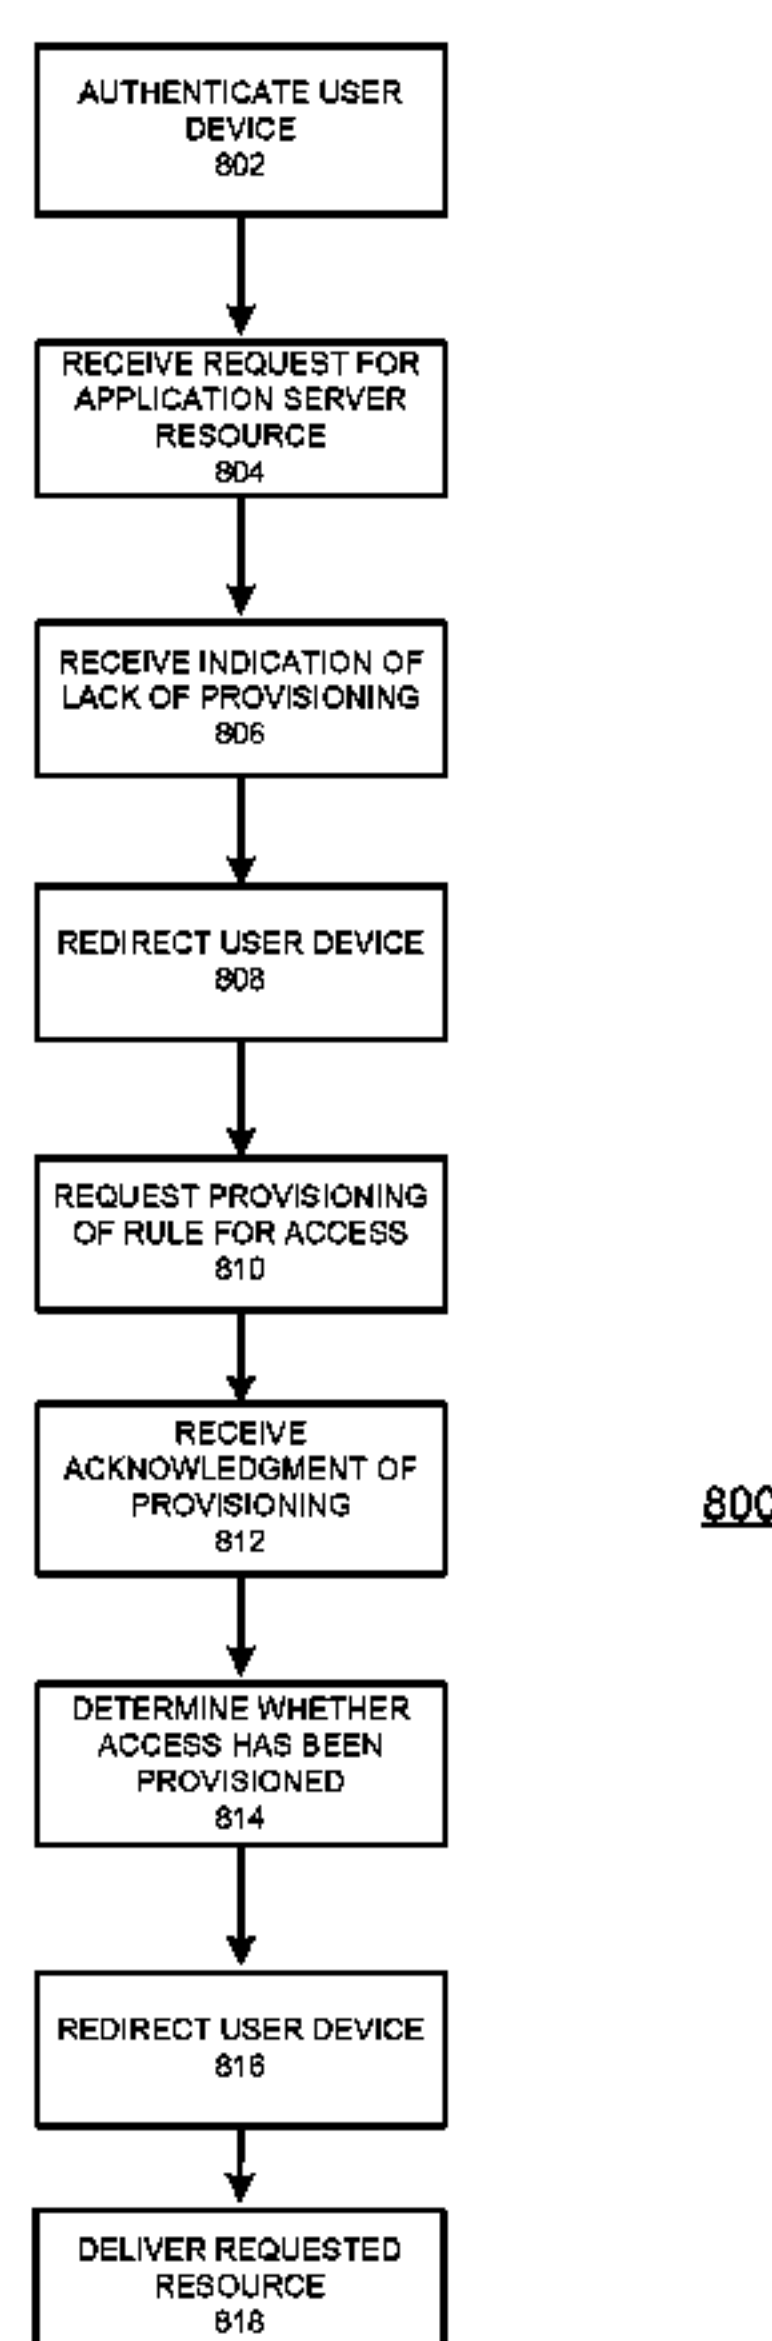 AUTHENTICATE USER
DEVICE
802
RECEIVE REQUEST FOR
APPLICATION SERVER
RESOURCE
804
RECEIVE INDICATION OF
LACK OF PROVISIONING
806
REDIRECT USER DEVICE
808
REQUEST PROVISIONING
OF RULE FOR ACCESS
810
RECEIVE
ACKNOWLEDGMENT OF
PROVISIONING
812
800
DETERMINE WHETHER
ACCESS HAS BEEN
PROVISIONED
814
REDIRECT USER DEVICE
816
DELIVER REQUESTED
RESOURCE
818